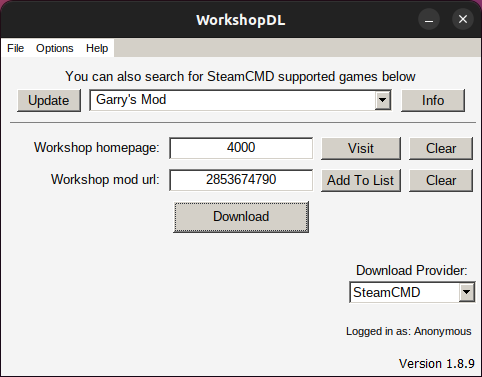 WorkshopDL
File Options Help
You can also search for SteamCMD supported games below
Update Garry's Mod Info
Workshop homepage: 4000 Visit Clear
Workshop mod url: 2853674790 Add To List Clear
Download
Download Provider:
SteamCMD
Logged in as: Anonymous
Version 1.8.9